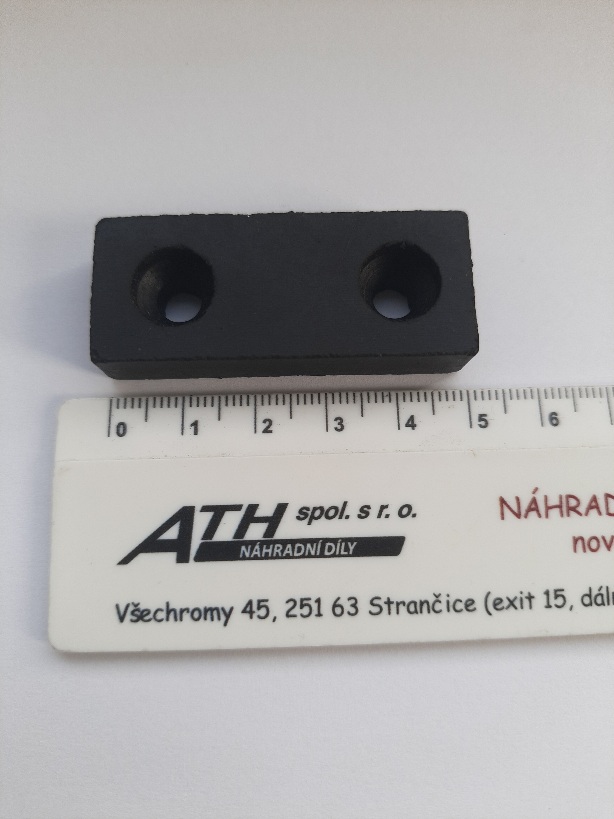 0 1 2 3 4 5 6
ATH spol. s r. o.
NÁHRADNÍ DÍLY
NÁHRAD
nov
Všechromy 45, 251 63 Strančice (exit 15, dáln